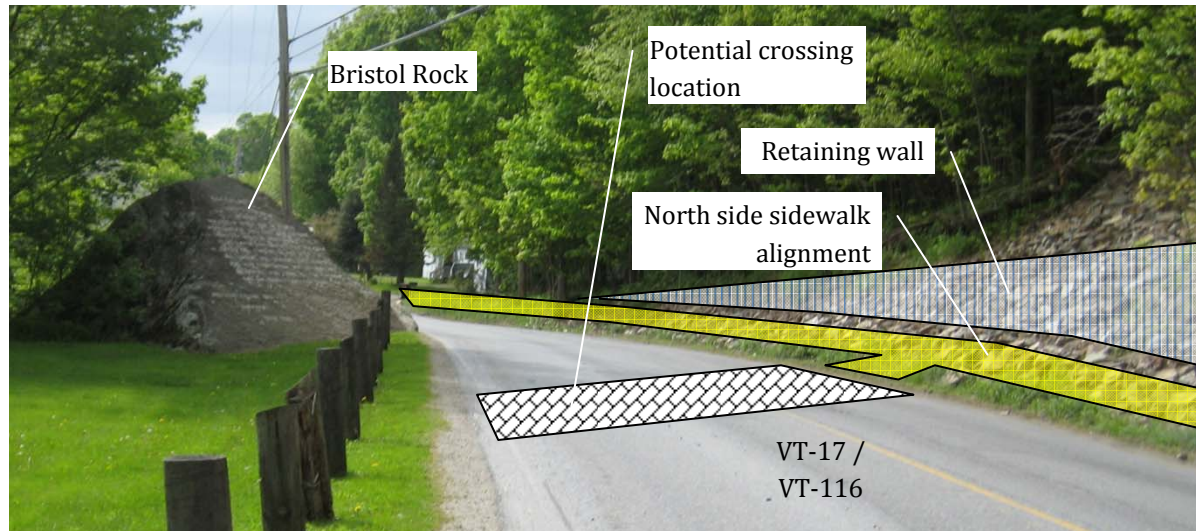 Bristol Rock
Potential crossing
location
Retaining wall
North side sidewalk
alignment
VT-17 /
VT-116